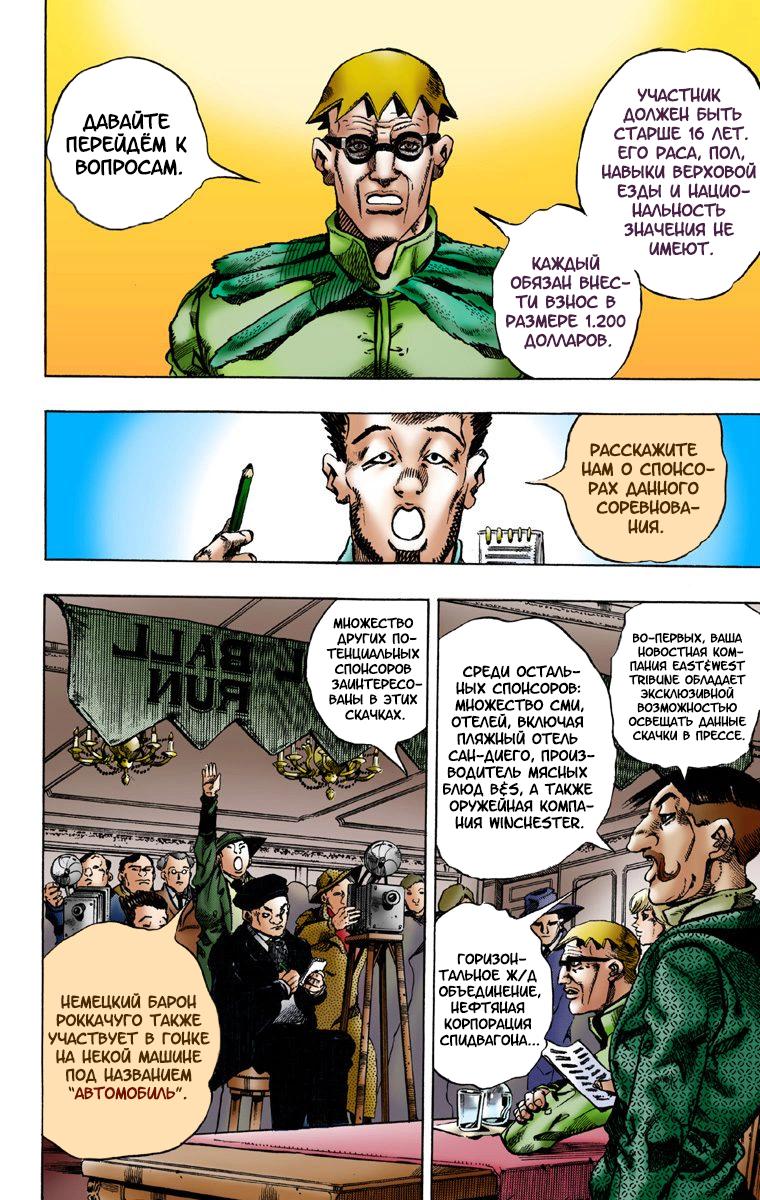 ДАВАЙТЕ
ПЕРЕЙДЁМ К
ВОПРОСАМ.
УЧАСТНИК
ДОЛЖЕН БЫТЬ
СТАРШЕ 16 ЛЕТ.
ЕГО РАСА, ПОЛ,
НАВЫКИ ВЕРХОВОЙ
ЕЗДЫ И НАЦИО-
НАЛЬНОСТЬ
ЗНАЧЕНИЯ НЕ
ИМЕЮТ.
КАЖДЫЙ
ОБЯЗАН ВНЕС-
ТИ ВЗНОС В
РАЗМЕРЕ 1.200
ДОЛЛАРОВ.
РАССКАЖИТЕ
НАМ О СПОНСО-
РАХ ДАННОГО
СОРЕВНОВА-
НИЯ.
ВО-ПЕРВЫХ, ВАША
НОВОСТНАЯ КОМ-
ПАНИЯ EAST&WEST
TRIBUNE ОБЛАДАЕТ
ЭКСКЛЮЗИВНОЙ
ВОЗМОЖНОСТЬЮ
ОСВЕЩАТЬ ДАННЫЕ
СКАЧКИ В ПРЕССЕ.
СРЕДИ ОСТАЛЬ-
НЫХ СПОНСОРОВ:
МНОЖЕСТВО СМИ,
ОТЕЛЕЙ, ВКЛЮЧАЯ
ПЛЯЖНЫЙ ОТЕЛЬ
САН-ДИЕГО, ПРОИЗ-
ВОДИТЕЛЬ МЯСНЫХ
БЛЮД B&S, А ТАКЖЕ
ОРУЖЕЙНАЯ КОМПА-
НИЯ WINCHESTER.
ГОРИЗОН-
ТАЛЬНОЕ Ж/Д
ОБЪЕДИНЕНИЕ,
НЕФТЯНАЯ
КОРПОРАЦИЯ
СПИДВАГОНА...
МНОЖЕСТВО
ДРУГИХ ПО-
ТЕНЦИАЛЬНЫХ
СПОНСОРОВ
ЗАИНТЕРЕСО-
ВАНЫ В ЭТИХ
СКАЧКАХ.
L BALL
RUN
НЕМЕЦКИЙ БАРОН
РОККАЧУГО ТАКЖЕ
УЧАСТВУЕТ В ГОНКЕ
НА НЕКОЙ МАШИНЕ
ПОД НАЗВАНИЕМ
"АВТОМОБИЛЬ".